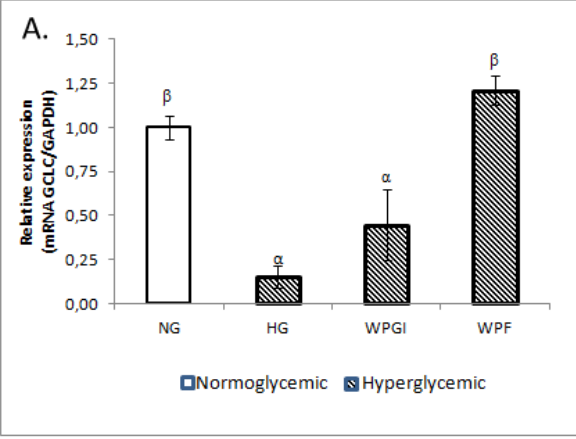 A.
1,50
1,25
1,00
0,75
0,50
0,25
0,00
Relative expression
(mRNA GCLC/GAPDH)
β
α
α
β
NG HG WPGI WPF
Normoglycemic Hyperglycemic